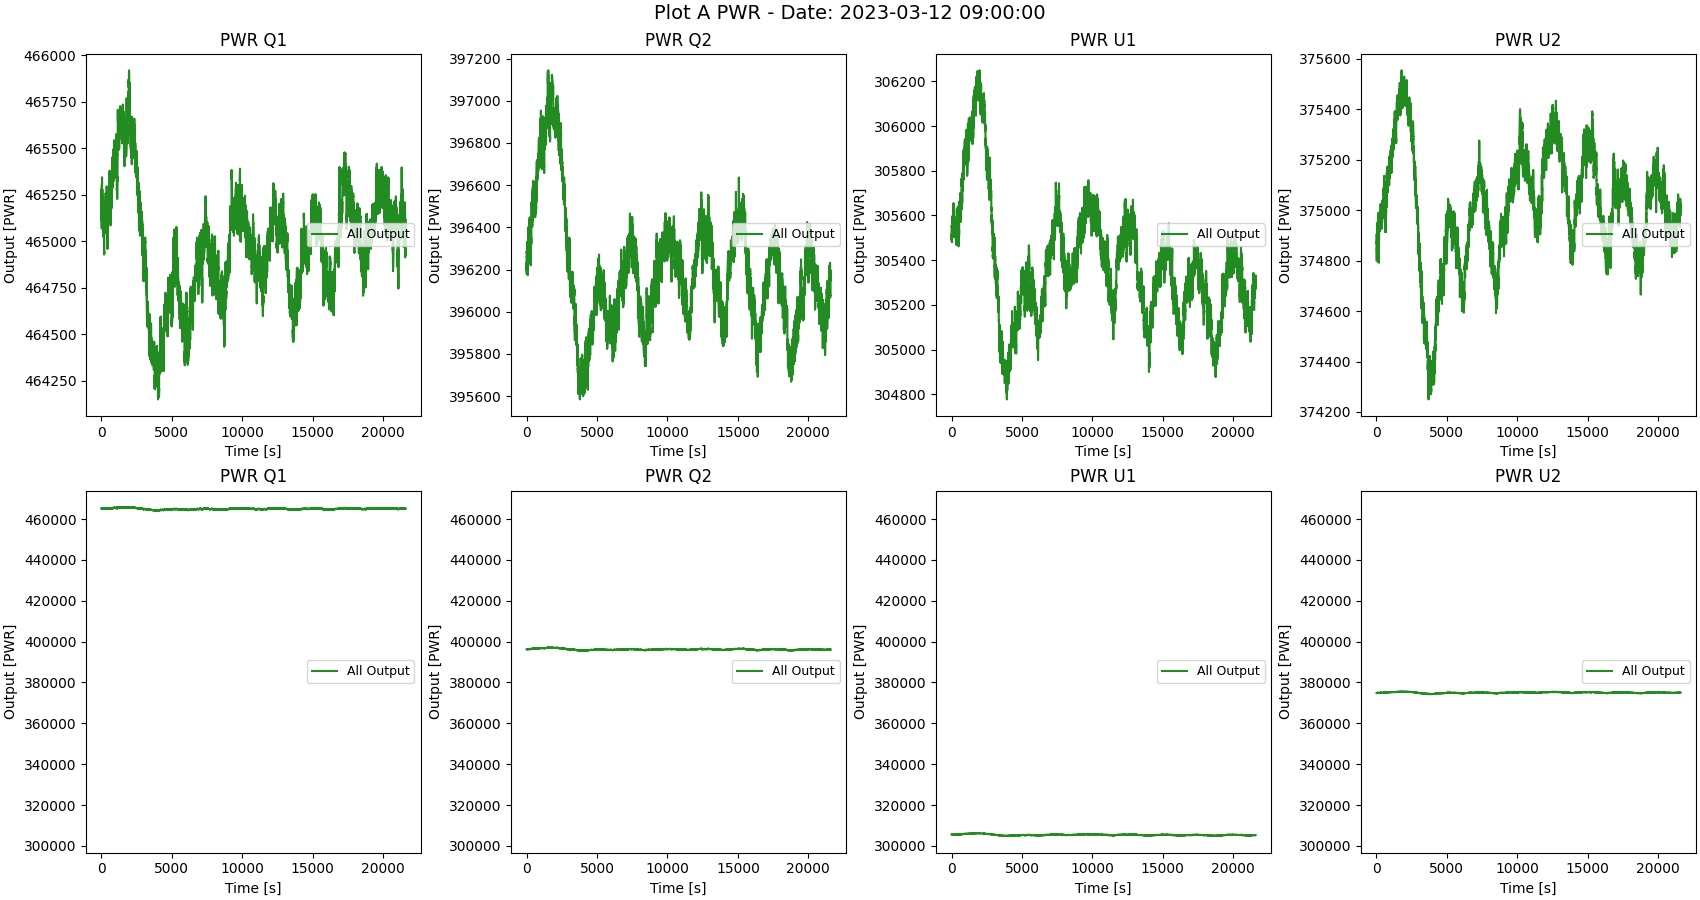 Plot A PWR - Date: 2023-03-12 09:00:00
PWR Q1
Output [PWR]
466000
465750
465500
465250
465000
464750
464500
464250
0 5000 10000 15000 20000
Time [s]
All Output
PWR Q2
Output [PWR]
397200
397000
396800
396600
396400
396200
396000
395800
395600
0 5000 10000 15000 20000
Time [s]
All Output
PWR U1
Output [PWR]
306200
306000
305800
305600
305400
305200
305000
304800
0 5000 10000 15000 20000
Time [s]
All Output
PWR U2
Output [PWR]
375600
375400
375200
375000
374800
374600
374400
374200
0 5000 10000 15000 20000
Time [s]
All Output
PWR Q1
Output [PWR]
460000
440000
420000
400000
380000
360000
340000
320000
300000
0 5000 10000 15000 20000
Time [s]
All Output
PWR Q2
Output [PWR]
460000
440000
420000
400000
380000
360000
340000
320000
300000
0 5000 10000 15000 20000
Time [s]
All Output
PWR U1
Output [PWR]
460000
440000
420000
400000
380000
360000
340000
320000
300000
0 5000 10000 15000 20000
Time [s]
All Output
PWR U2
Output [PWR]
460000
440000
420000
400000
380000
360000
340000
320000
300000
0 5000 10000 15000 20000
Time [s]
All Output